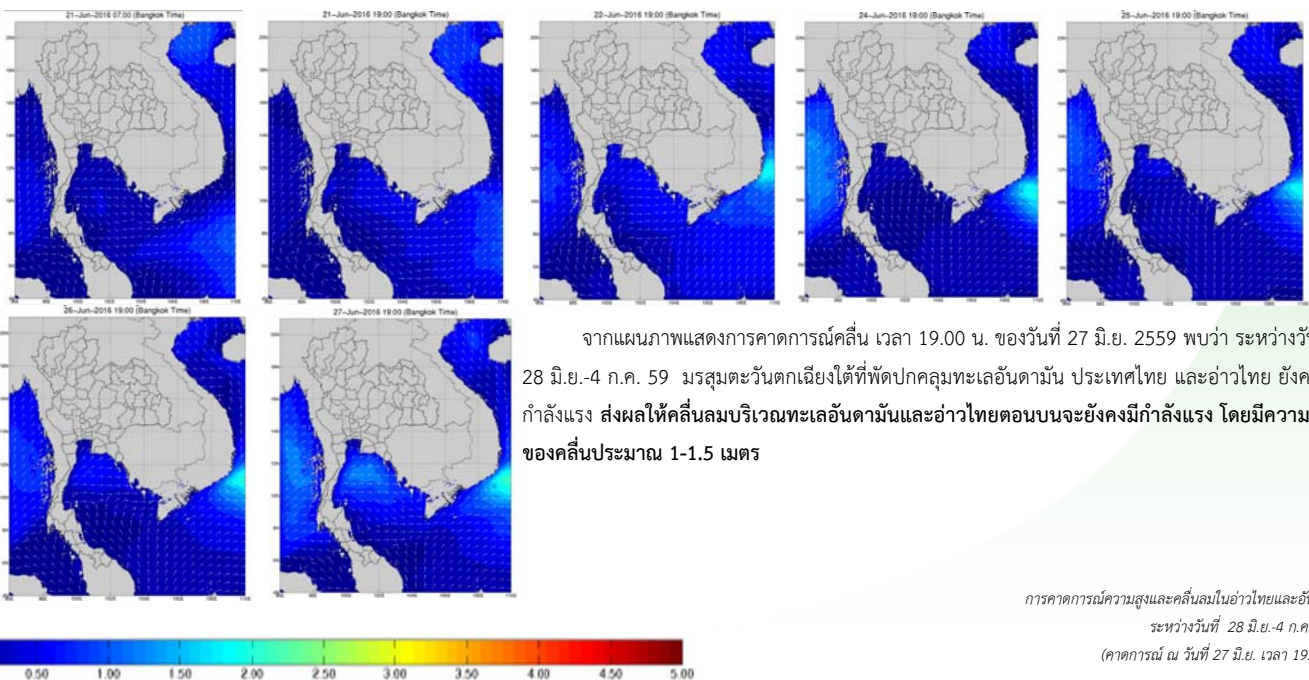 21-Jun-2016 07:00 (Bangkok Time)
21-Jun-2016 19:00 (Bangkok Time)
22-Jun-2016 19:00 (Bangkok Time)
24-Jun-2016 19:00 (Bangkok Time)
25-Jun-2016 19:00 (Bangkok Time)
26-Jun-2016 19:00 (Bangkok Time)
27-Jun-2016 19:00 (Bangkok Time)
จากแผนภาพแสดงการคาดการณ์คลื่น เวลา 19.00 น. ของวันที่ 27 มิ.ย. 2559 พบว่า ระหว่างวั
28 มิ.ย.-4 ก.ค. 59 มรสุมตะวันตกเฉียงใต้ที่พัดปกคลุมทะเลอันดามัน ประเทศไทย และอ่าวไทย ยังค
กำลังแรง ส่งผลให้คลื่นลมบริเวณทะเลอันดามันและอ่าวไทยตอนบนจะยังคงมีกำลังแรง โดยมีความ
ของคลื่นประมาณ 1-1.5 เมตร
การคาดการณ์ความสูงและคลื่นลมในอ่าวไทยและอั
ระหว่างวันที่ 28 มิ.ย.-4 ก.ค
(คาดการณ์ ณ วันที่ 27 มิ.ย. เวลา 19.
0.50 1.00 1.50 2.00 2.50 3.00 3.50 4.00 4.50 5.00